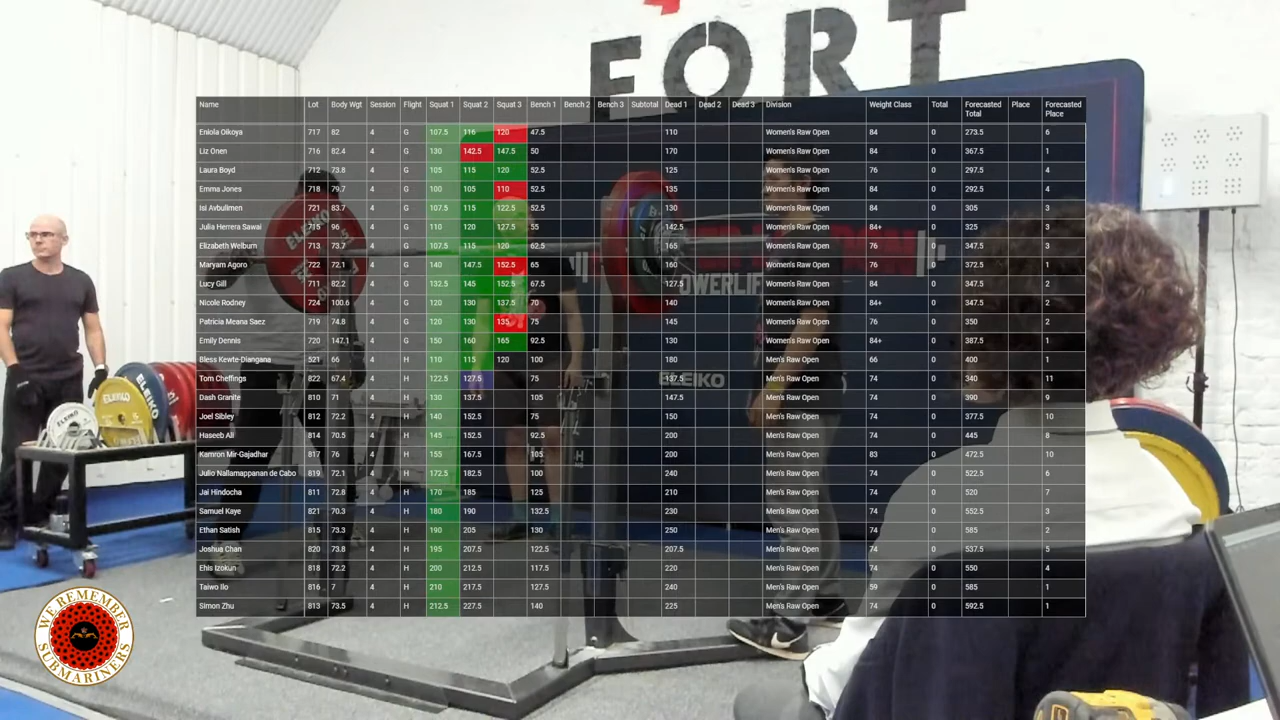 FORT
Name Lot Body Wgt Session Flight Squat 1 Squat 2 Squat 3 Bench 1 Bench 2 Bench 3 Subtotal Dead 1 Dead 2 Dead 3 Division Weight Class Total Forecasted Total Place Forecasted Place
Eniola Oikoya 717 82 4 G 107.5 116 120 47.5 110 Women's Raw Open 84 0 273.5 6
Liz Onen 716 82.4 4 G 130 142.5 147.5 50 170 Women's Raw Open 84 0 367.5 1
Laura Boyd 712 73.8 4 G 105 115 120 52.5 125 Women's Raw Open 76 0 297.5 4
Emma Jones 718 79.7 4 G 100 105 110 52.5 135 Women's Raw Open 84 0 292.5 4
Isi Avbulimen 721 83.7 4 G 107.5 115 122.5 52.5 130 Women's Raw Open 84 0 305 3
Julia Herrera Sawai 715 96 4 G 110 120 127.5 55 142.5 Women's Raw Open 84+ 0 325 3
Elizabeth Welburn 713 73.7 4 G 107.5 115 120 62.5 165 Women's Raw Open 76 0 347.5 3
Maryam Agoro 722 72.1 4 G 140 147.5 152.5 65 160 Women's Raw Open 76 0 372.5 1
Lucy Gill 711 82.2 4 G 132.5 145 152.5 67.5 127.5 Women's Raw Open 84 0 347.5 2
Nicole Rodney 724 100.6 4 G 120 130 137.5 70 140 Women's Raw Open 84+ 0 347.5 2
Patricia Meana Saez 719 74.8 4 G 120 130 135 75 145 Women's Raw Open 76 0 350 2
Emily Dennis 720 147.1 4 G 150 160 165 92.5 130 Women's Raw Open 84+ 0 387.5 1
Bless Kewte-Diangana 521 66 4 H 110 115 120 100 180 Men's Raw Open 66 0 400 1
Tom Cheffings 822 67.4 4 H 122.5 127.5 75 137.5 Men's Raw Open 74 0 340 11
Dash Granite 810 71 4 H 130 137.5 105 147.5 Men's Raw Open 74 0 390 9
Joel Sibley 812 72.2 4 H 140 152.5 75 150 Men's Raw Open 74 0 377.5 10
Haseeb Ali 814 70.5 4 H 145 152.5 92.5 200 Men's Raw Open 74 0 445 8
Kamron Mir-Gajadhar 817 76 4 H 155 167.5 105 200 Men's Raw Open 83 0 472.5 10
Julio Nallamappanan de Cabo 819 72.1 4 H 172.5 182.5 100 240 Men's Raw Open 74 0 522.5 6
Jai Hindocha 811 72.8 4 H 170 185 125 210 Men's Raw Open 74 0 520 7
Samuel Kaye 821 70.3 4 H 180 190 132.5 230 Men's Raw Open 74 0 552.5 3
Ethan Satish 815 73.3 4 H 190 205 130 250 Men's Raw Open 74 0 585 2
Joshua Chan 820 73.8 4 H 195 207.5 122.5 207.5 Men's Raw Open 74 0 537.5 5
Ehis Izokun 818 72.2 4 H 200 212.5 117.5 220 Men's Raw Open 74 0 550 4
Taiwo Ilo 816 7 4 H 210 217.5 127.5 240 Men's Raw Open 59 0 585 1
Simon Zhu 813 73.5 4 H 212.5 227.5 140 225 Men's Raw Open 74 0 592.5 1
ELEIKO
OWERLIF
ELEIKO
ELEIKO
ELEIKO
ELEIKO
WE REMEMBER
SUBMARINERS